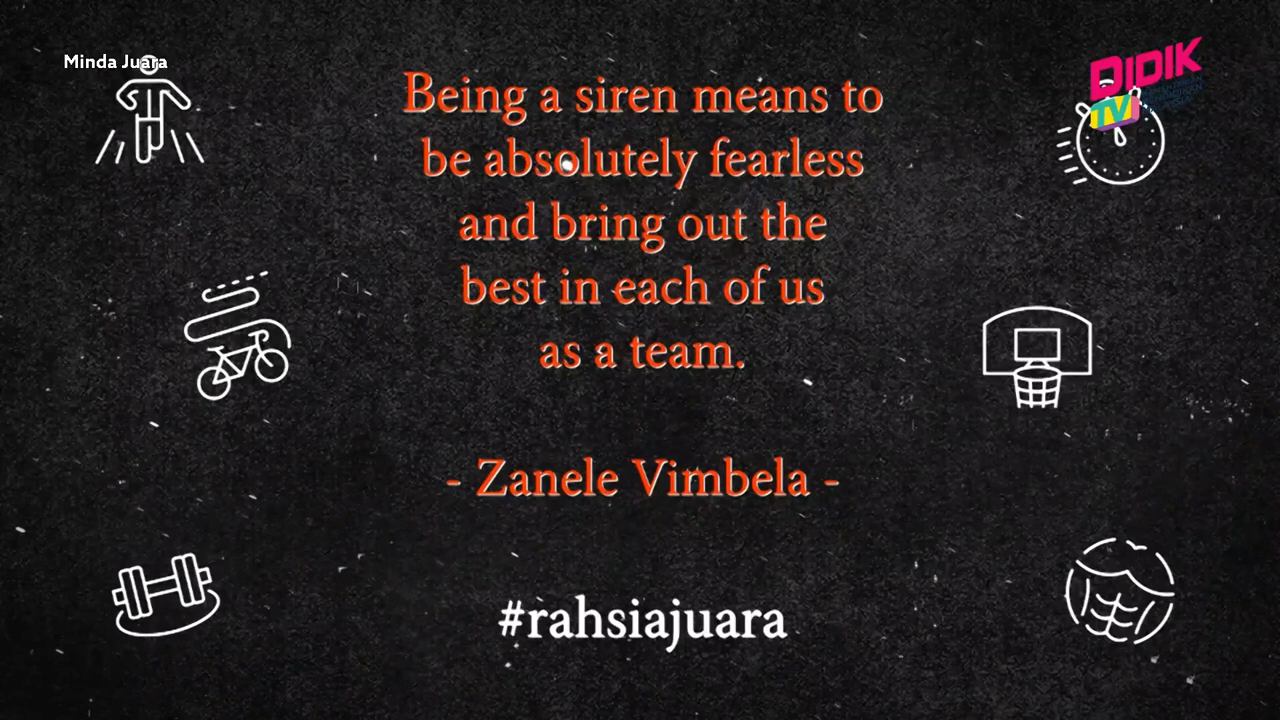 Minda Juara
DIDIK
TV
Being a siren means to
be absolutely fearless
and bring out the
best in each of us
as a team.
- Zanele Vimbela -
#rahsiajuara